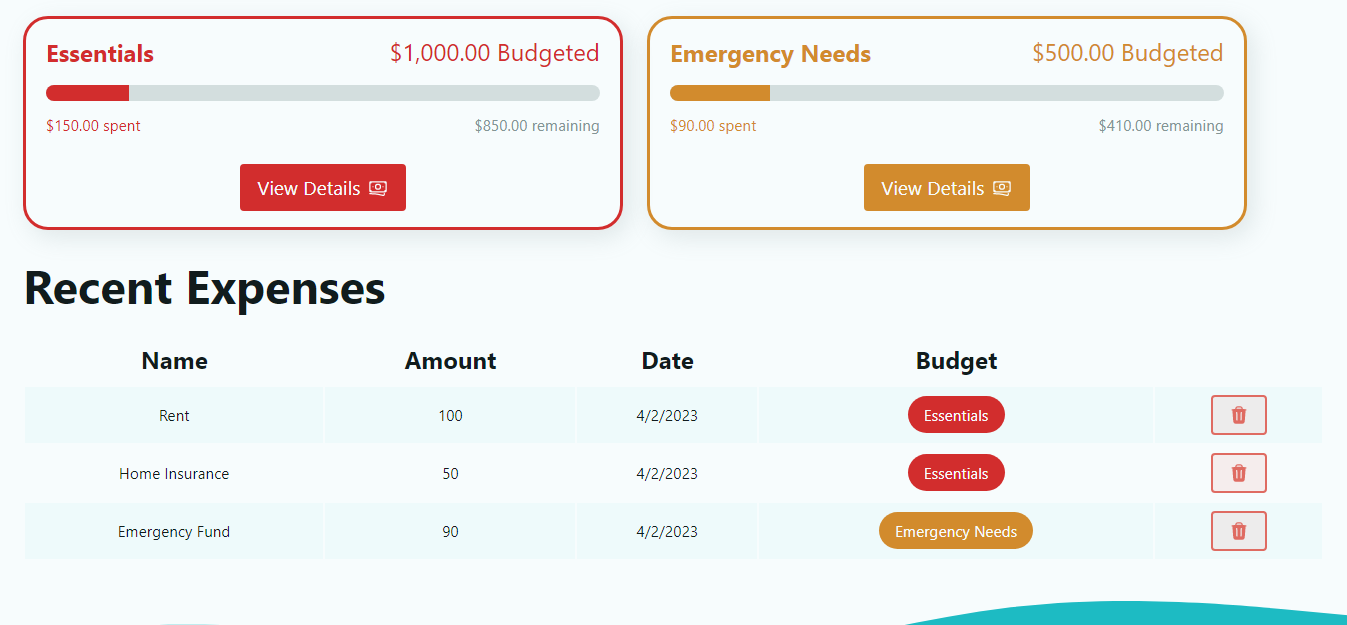 Essentials $1,000.00 Budgeted
$150.00 spent $850.00 remaining
View Details
Emergency Needs $500.00 Budgeted
$90.00 spent $410.00 remaining
View Details
Recent Expenses
Name Amount Date Budget
Rent 100 4/2/2023 Essentials
Home Insurance 50 4/2/2023 Essentials
Emergency Fund 90 4/2/2023 Emergency Needs